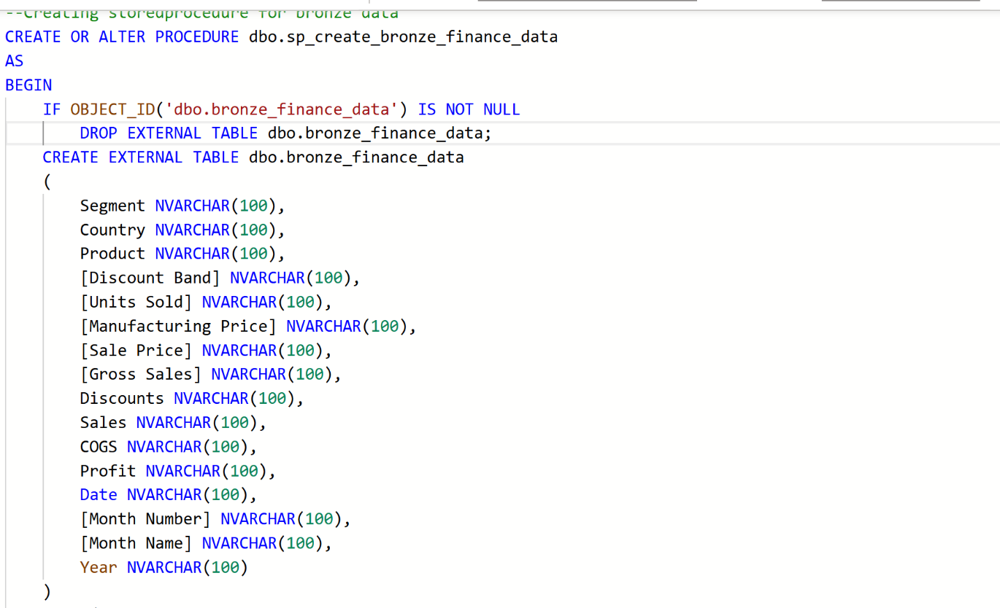 --Creating storedprocedure for bronze data
CREATE OR ALTER PROCEDURE dbo.sp_create_bronze_finance_data
AS
BEGIN
IF OBJECT_ID('dbo.bronze_finance_data') IS NOT NULL
DROP EXTERNAL TABLE dbo.bronze_finance_data;
CREATE EXTERNAL TABLE dbo.bronze_finance_data
(
Segment NVARCHAR(100),
Country NVARCHAR(100),
Product NVARCHAR(100),
[Discount Band] NVARCHAR(100),
[Units Sold] NVARCHAR(100),
[Manufacturing Price] NVARCHAR(100),
[Sale Price] NVARCHAR(100),
[Gross Sales] NVARCHAR(100),
Discounts NVARCHAR(100),
Sales NVARCHAR(100),
COGS NVARCHAR(100),
Profit NVARCHAR(100),
Date NVARCHAR(100),
[Month Number] NVARCHAR(100),
[Month Name] NVARCHAR(100),
Year NVARCHAR(100)
)